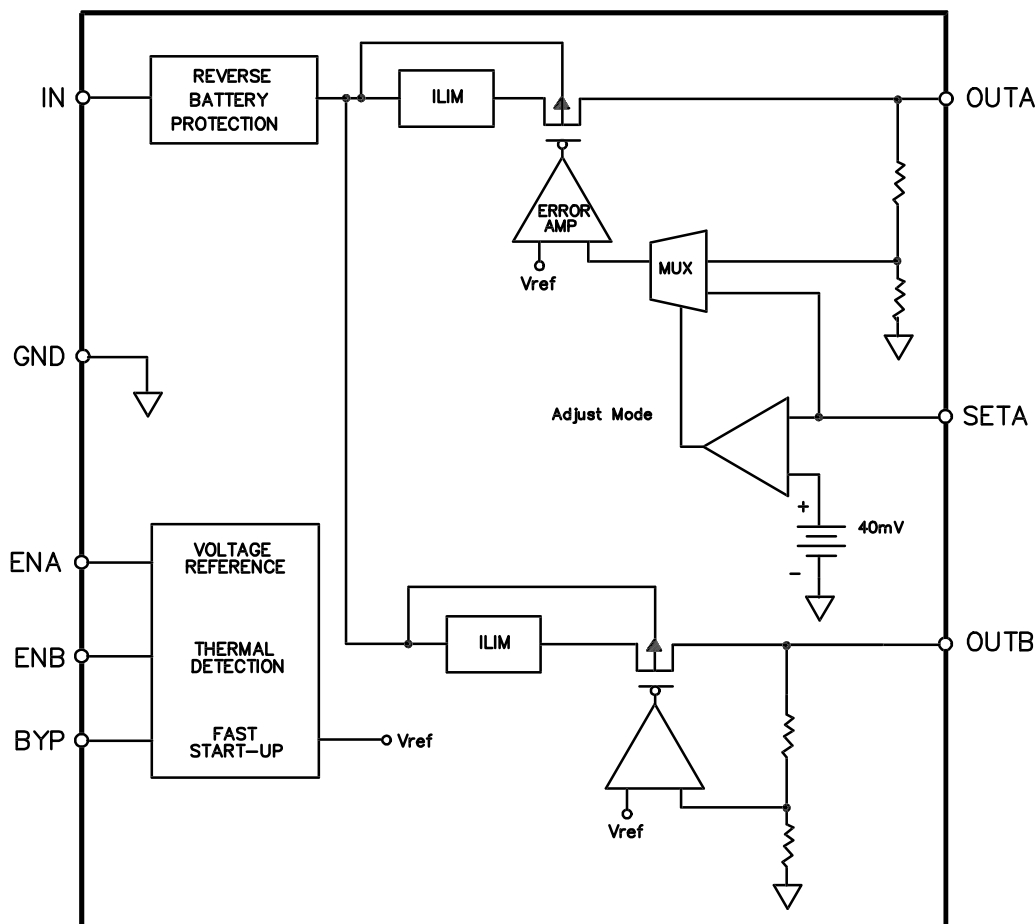 IN
REVERSE
BATTERY
PROTECTION
ILIM
OUTA
ERROR
AMP
Vref
MUX
GND
Adjust Mode
SETA
+
40mV
-
ENA
VOLTAGE
REFERENCE
ENB
THERMAL
DETECTION
ILIM
OUTB
BYP
FAST
START-UP
Vref
Vref